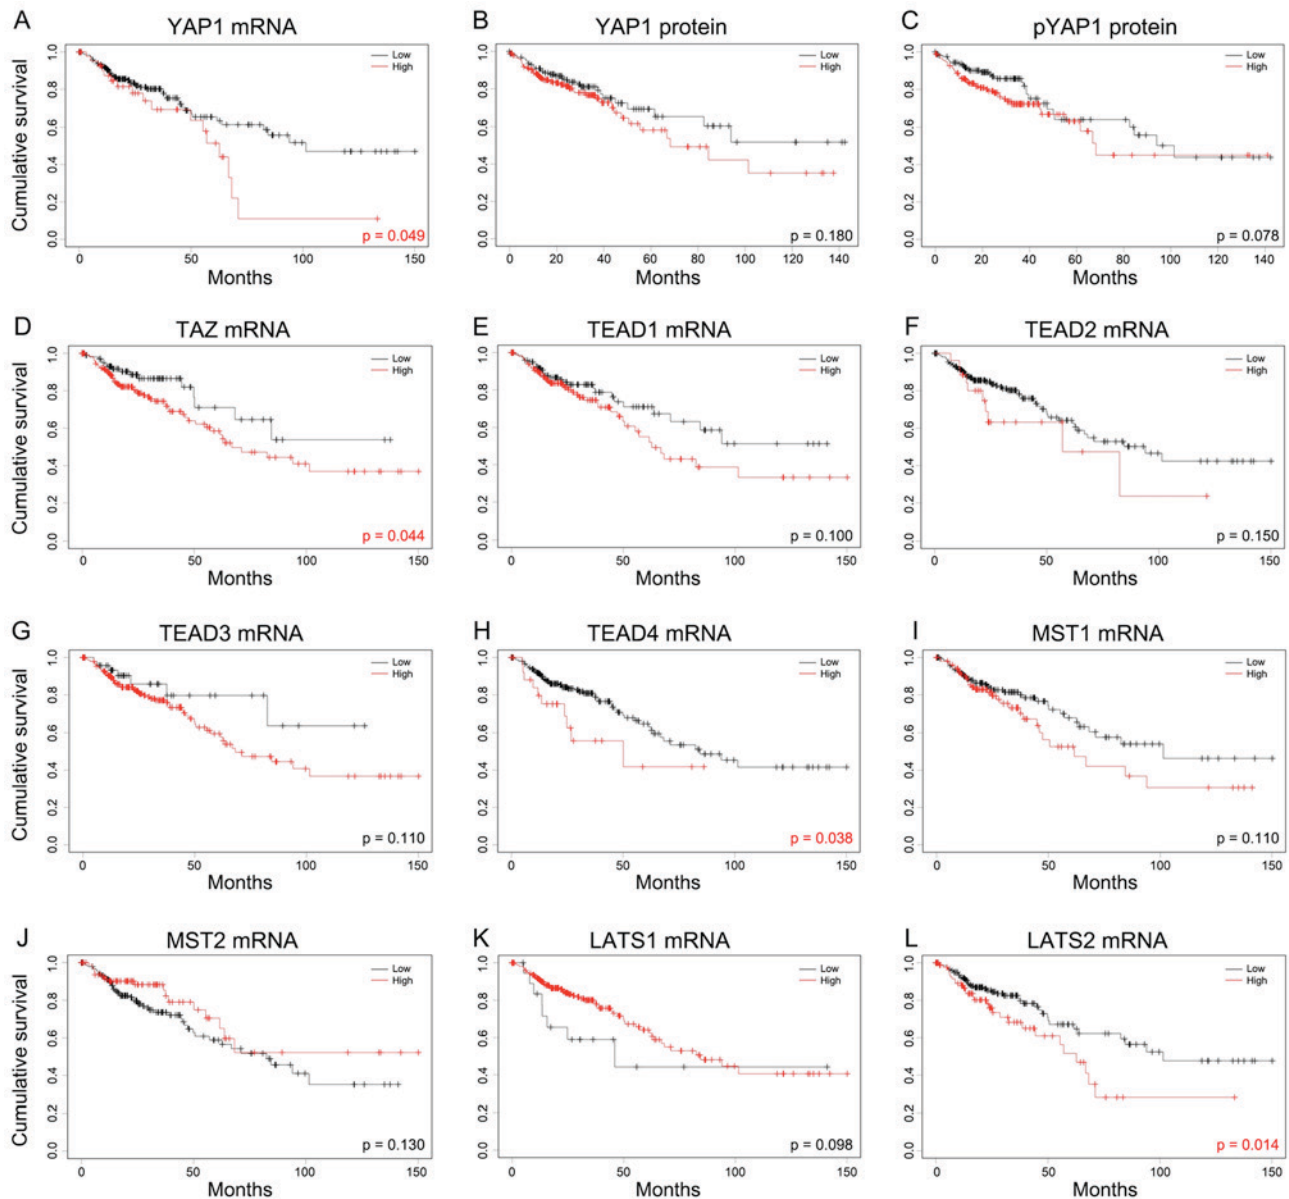 A
YAP1 mRNA
Cumulative survival
1.0
0.8
0.6
0.4
0.2
0.0
Low
High
p = 0.049
0 50 100 150
Months
B
YAP1 protein
1.0
0.8
0.6
0.4
0.2
0.0
Low
High
p = 0.180
0 20 40 60 80 100 120 140
Months
C
pYAP1 protein
1.0
0.8
0.6
0.4
0.2
0.0
Low
High
p = 0.078
0 20 40 60 80 100 120 140
Months
D
TAZ mRNA
Cumulative survival
1.0
0.8
0.6
0.4
0.2
0.0
Low
High
p = 0.044
0 50 100 150
Months
E
TEAD1 mRNA
1.0
0.8
0.6
0.4
0.2
0.0
Low
High
p = 0.100
0 50 100 150
Months
F
TEAD2 mRNA
1.0
0.8
0.6
0.4
0.2
0.0
Low
High
p = 0.150
0 50 100 150
Months
G
TEAD3 mRNA
Cumulative survival
1.0
0.8
0.6
0.4
0.2
0.0
Low
High
p = 0.110
0 50 100 150
Months
H
TEAD4 mRNA
1.0
0.8
0.6
0.4
0.2
0.0
Low
High
p = 0.038
0 50 100 150
Months
I
MST1 mRNA
1.0
0.8
0.6
0.4
0.2
0.0
Low
High
p = 0.110
0 50 100 150
Months
J
MST2 mRNA
Cumulative survival
1.0
0.8
0.6
0.4
0.2
0.0
Low
High
p = 0.130
0 50 100 150
Months
K
LATS1 mRNA
1.0
0.8
0.6
0.4
0.2
0.0
Low
High
p = 0.098
0 50 100 150
Months
L
LATS2 mRNA
1.0
0.8
0.6
0.4
0.2
0.0
Low
High
p = 0.014
0 50 100 150
Months